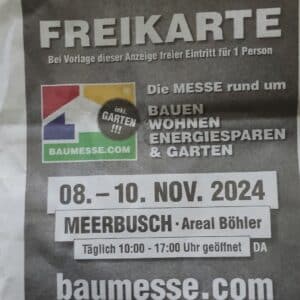 FREIKARTE
Bei Vorlage dieser Anzeige freier Eintritt für 1 Person
Die MESSE rund um
BAUEN
WOHNEN
ENERGIESPAREN
& GARTEN
inkl.
GARTEN
!!!
BAUMESSE.COM
08. – 10. NOV. 2024
MEERBUSCH · Areal Böhler
Täglich 10:00 - 17:00 Uhr geöffnet DA
baumesse.com